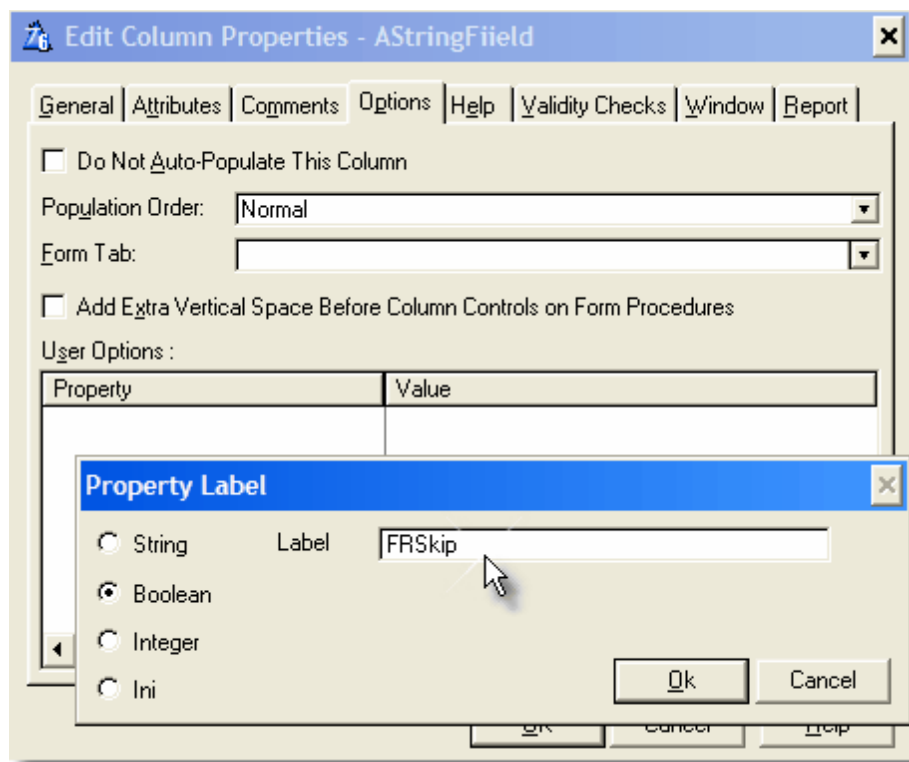 Edit Column Properties - AStringFiield
General Attributes Comments Options Help Validity Checks Window Report
Do Not Auto-Populate This Column
Population Order: Normal
Form Tab:
Add Extra Vertical Space Before Column Controls on Form Procedures
User Options :
Property Value
Property Label
String Label FRSkip
Boolean
Integer
Ini
Ok Cancel